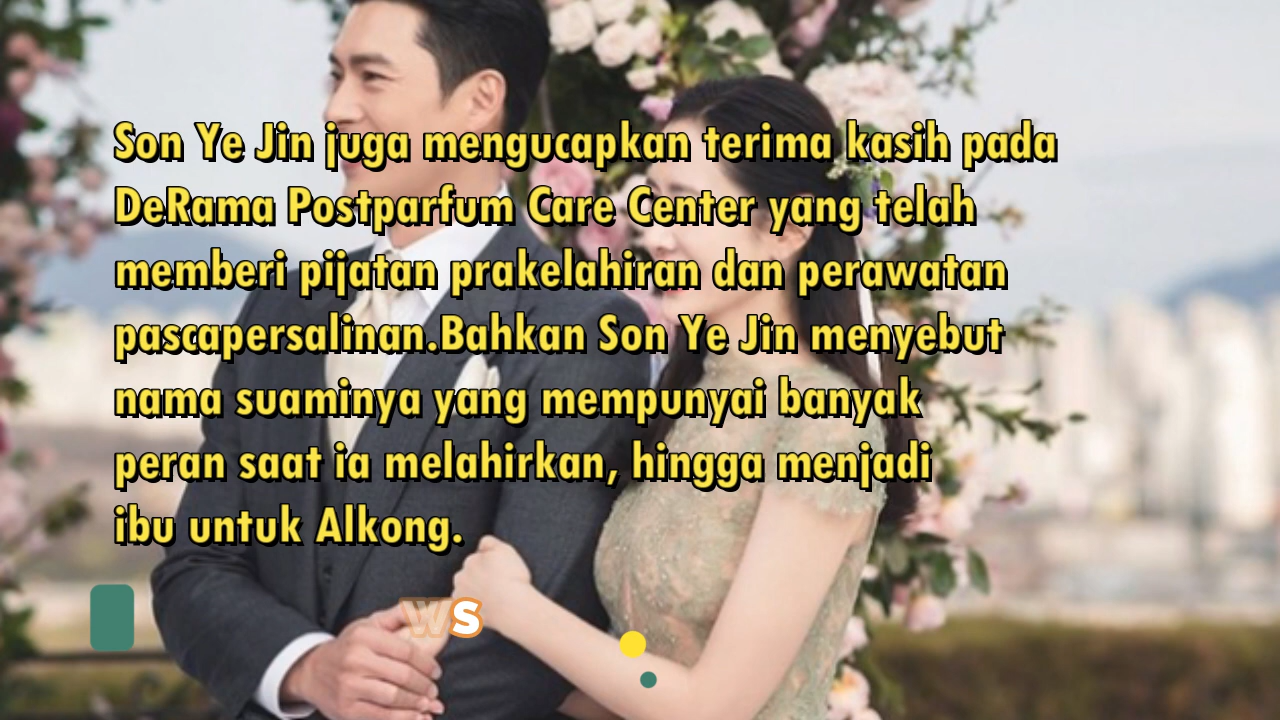 Son Ye Jin juga mengucapkan terima kasih pada
DeRama Postparfum Care Center yang telah
memberi pijatan prakelahiran dan perawatan
pascapersalinan.Bahkan Son Ye Jin menyebut
nama suaminya yang mempunyai banyak
peran saat ia melahirkan, hingga menjadi
ibu untuk Alkong.
WS